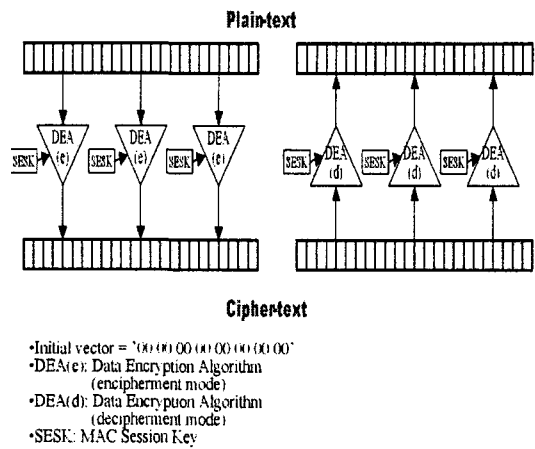 Plain-text
DEA DEA DEA
SESK (e) SESK (e) SESK (e)
SESK DEA SESK DEA SESK DEA
(d) (d) (d)
Cipher-text
•Initial vector = '00 00 00 00 00 00 00 00'
•DEA(e): Data Encryption Algorithm
(encipherment mode)
•DEA(d): Data Encryption Algorithm
(decipherment mode)
•SESK: MAC Session Key